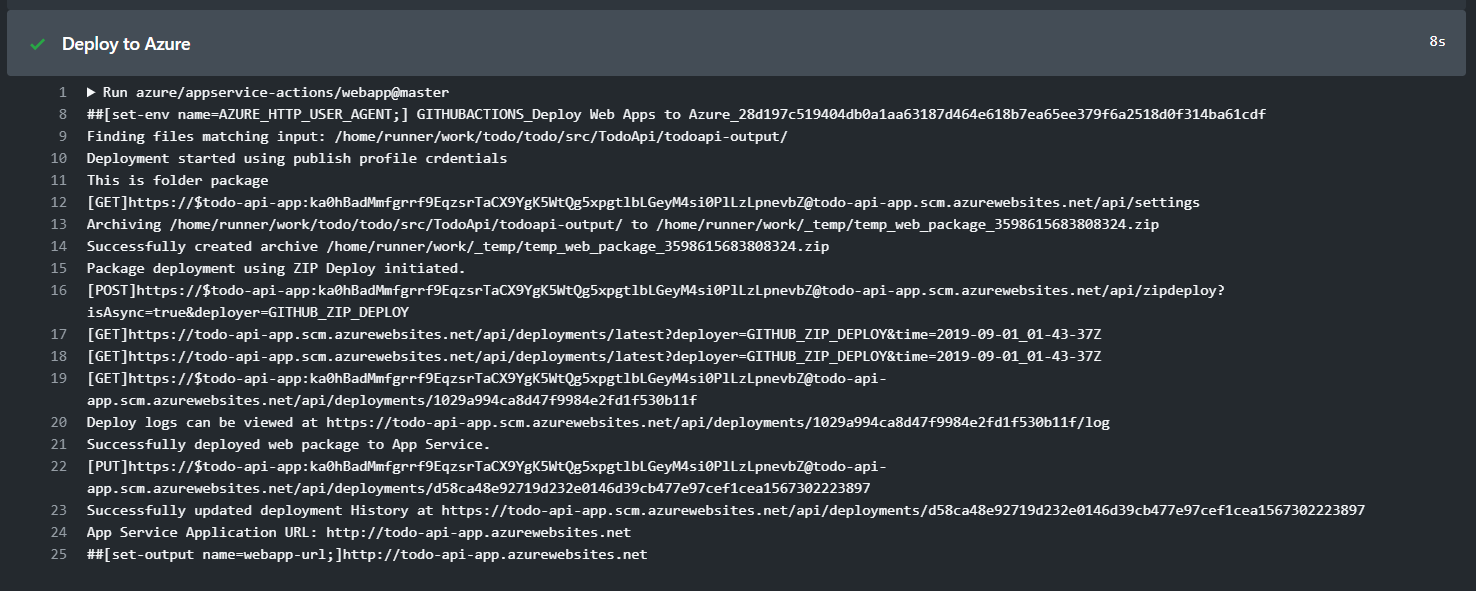 Deploy to Azure
8s
1 ▶ Run azure/appservice-actions/webapp@master
8 ##[set-env name=AZURE_HTTP_USER_AGENT;] GITHUBACTIONS_Deploy Web Apps to Azure_28d197c519404db0a1aa63187d464e618b7ea65ee379f6a2518d0f314ba61cdf
9 Finding files matching input: /home/runner/work/todo/todo/src/TodoApi/todoapi-output/
10 Deployment started using publish profile crdentials
11 This is folder package
12 [GET]https://$todo-api-app:ka0hBadMmfgrrf9EqzsrTaCX9YgK5WtQg5xpgtlbLGeyM4si0PlLzLpnevbZ@todo-api-app.scm.azurewebsites.net/api/settings
13 Archiving /home/runner/work/todo/todo/src/TodoApi/todoapi-output/ to /home/runner/work/_temp/temp_web_package_3598615683808324.zip
14 Successfully created archive /home/runner/work/_temp/temp_web_package_3598615683808324.zip
15 Package deployment using ZIP Deploy initiated.
16 [POST]https://$todo-api-app:ka0hBadMmfgrrf9EqzsrTaCX9YgK5WtQg5xpgtlbLGeyM4si0PlLzLpnevbZ@todo-api-app.scm.azurewebsites.net/api/zipdeploy?
isAsync=true&deployer=GITHUB_ZIP_DEPLOY
17 [GET]https://todo-api-app.scm.azurewebsites.net/api/deployments/latest?deployer=GITHUB_ZIP_DEPLOY&time=2019-09-01_01-43-37Z
18 [GET]https://todo-api-app.scm.azurewebsites.net/api/deployments/latest?deployer=GITHUB_ZIP_DEPLOY&time=2019-09-01_01-43-37Z
19 [GET]https://$todo-api-app:ka0hBadMmfgrrf9EqzsrTaCX9YgK5WtQg5xpgtlbLGeyM4si0PlLzLpnevbZ@todo-api-
app.scm.azurewebsites.net/api/deployments/1029a994ca8d47f9984e2fd1f530b11f
20 Deploy logs can be viewed at https://todo-api-app.scm.azurewebsites.net/api/deployments/1029a994ca8d47f9984e2fd1f530b11f/log
21 Successfully deployed web package to App Service.
22 [PUT]https://$todo-api-app:ka0hBadMmfgrrf9EqzsrTaCX9YgK5WtQg5xpgtlbLGeyM4si0PlLzLpnevbZ@todo-api-
app.scm.azurewebsites.net/api/deployments/d58ca48e92719d232e0146d39cb477e97cef1cea1567302223897
23 Successfully updated deployment History at https://todo-api-app.scm.azurewebsites.net/api/deployments/d58ca48e92719d232e0146d39cb477e97cef1cea1567302223897
24 App Service Application URL: http://todo-api-app.azurewebsites.net
25 ##[set-output name=webapp-url;]http://todo-api-app.azurewebsites.net